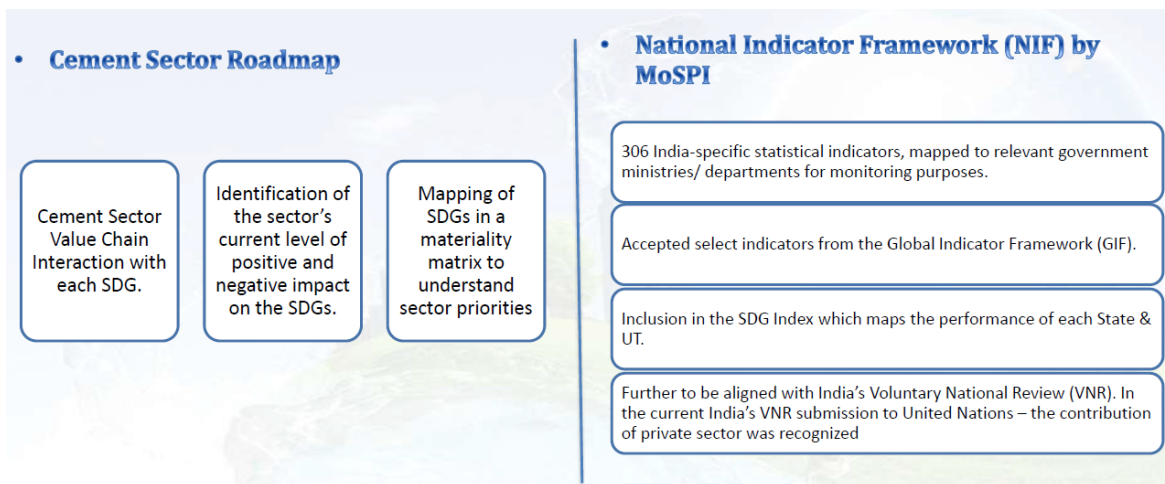 • Cement Sector Roadmap
Cement Sector
Value Chain
Interaction with
each SDG.
Identification of
the sector's
current level of
positive and
negative impact
on the SDGs.
Mapping of
SDGs in a
materiality
matrix to
understand
sector priorities
• National Indicator Framework (NIF) by
MoSPI
306 India-specific statistical indicators, mapped to relevant government
ministries/ departments for monitoring purposes.
Accepted select indicators from the Global Indicator Framework (GIF).
Inclusion in the SDG Index which maps the performance of each State &
UT.
Further to be aligned with India's Voluntary National Review (VNR). In
the current India's VNR submission to United Nations – the contribution
of private sector was recognized